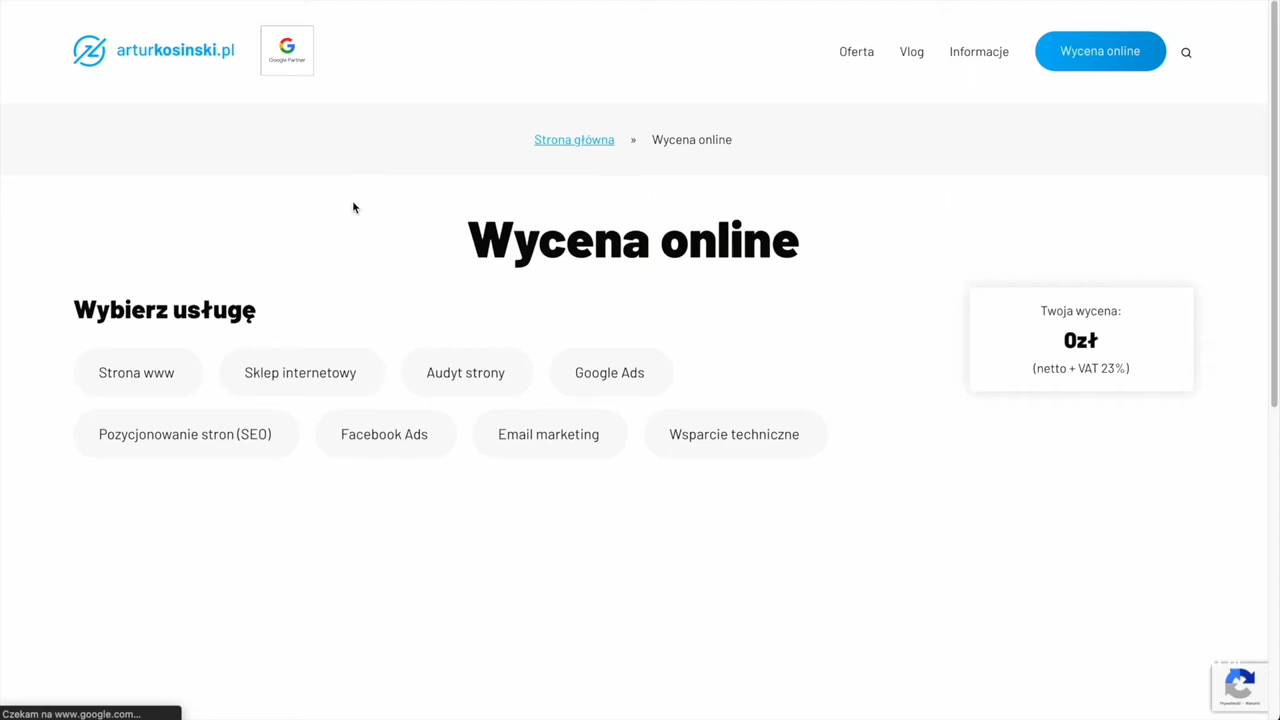 arturkosinski.pl
Google Partner
Oferta
Vlog
Informacje
Wycena online
Strona główna » Wycena online
Wycena online
Wybierz usługę
Twoja wycena:
0zł
(netto + VAT 23%)
Strona www
Sklep internetowy
Audyt strony
Google Ads
Pozycjonowanie stron (SEO)
Facebook Ads
Email marketing
Wsparcie techniczne
Czekam na www.google.com...